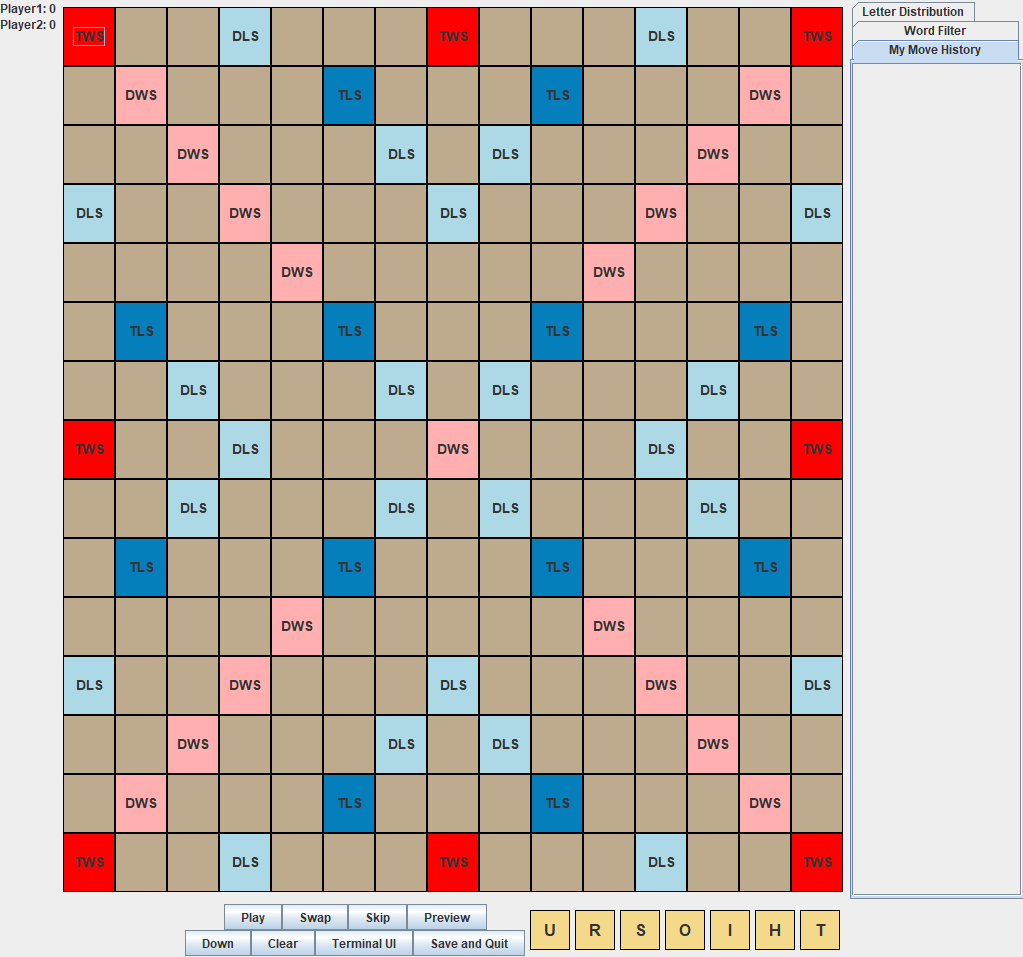 Player1: 0
Player2: 0
TWS DLS TWS DLS TWS
DWS TLS TLS DWS
DWS DLS DLS DWS
DLS DWS DLS DWS DLS
DWS DWS
TLS TLS TLS TLS
DLS DLS DLS DLS
TWS DLS DWS DLS TWS
DLS DLS DLS DLS
TLS TLS TLS TLS
DWS DWS
DLS DWS DLS DWS DLS
DWS DLS DLS DWS
DWS TLS TLS DWS
TWS DLS TWS DLS TWS
Letter Distribution
Word Filter
My Move History
Play Swap Skip Preview
Down Clear Terminal UI Save and Quit
U R S O I H T